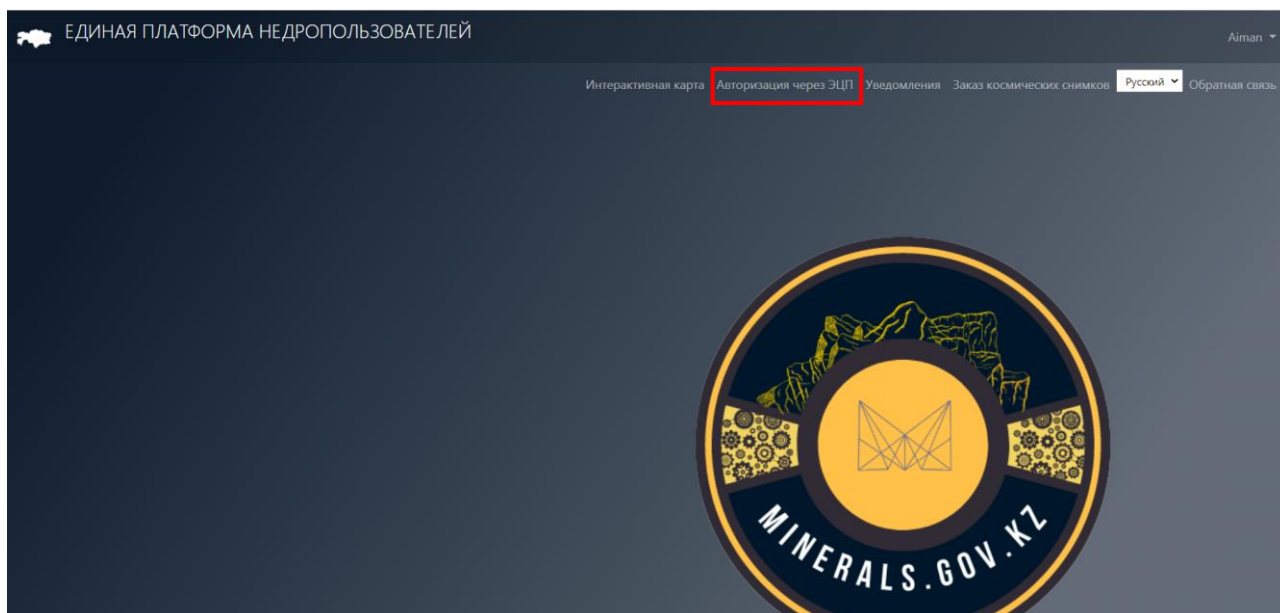 ЕДИНАЯ ПЛАТФОРМА НЕДРОПОЛЬЗОВАТЕЛЕЙ
Aiman
Интерактивная карта Авторизация через ЭЦП Уведомления Заказ космических снимков Русский Обратная связь
MINERALS.GOV.KZ